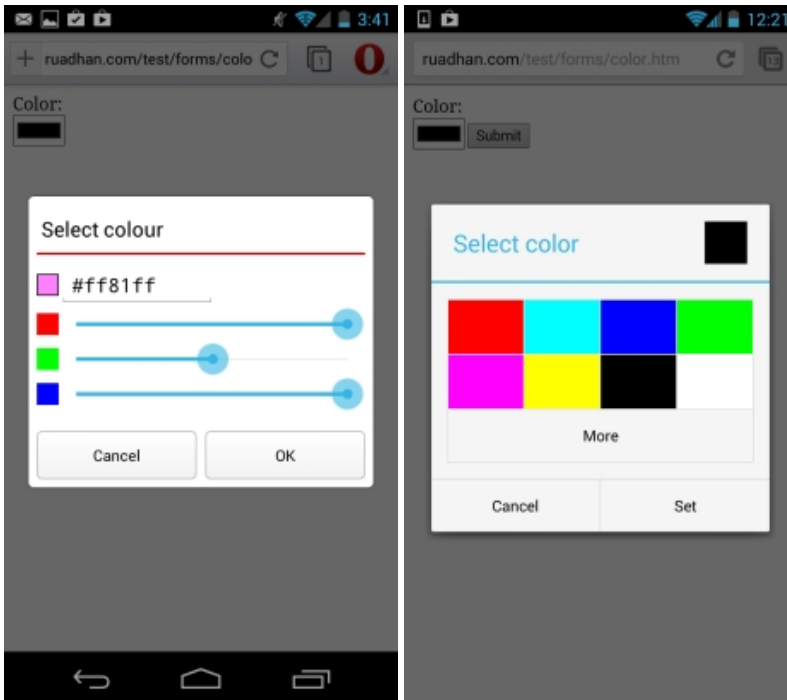 3:41
ruadhan.com/test/forms/colo
1
Color:
Select colour
#ff81ff
Cancel
OK
12:21
ruadhan.com/test/forms/color.htm
13
Color:
Submit
Select color
More
Cancel
Set